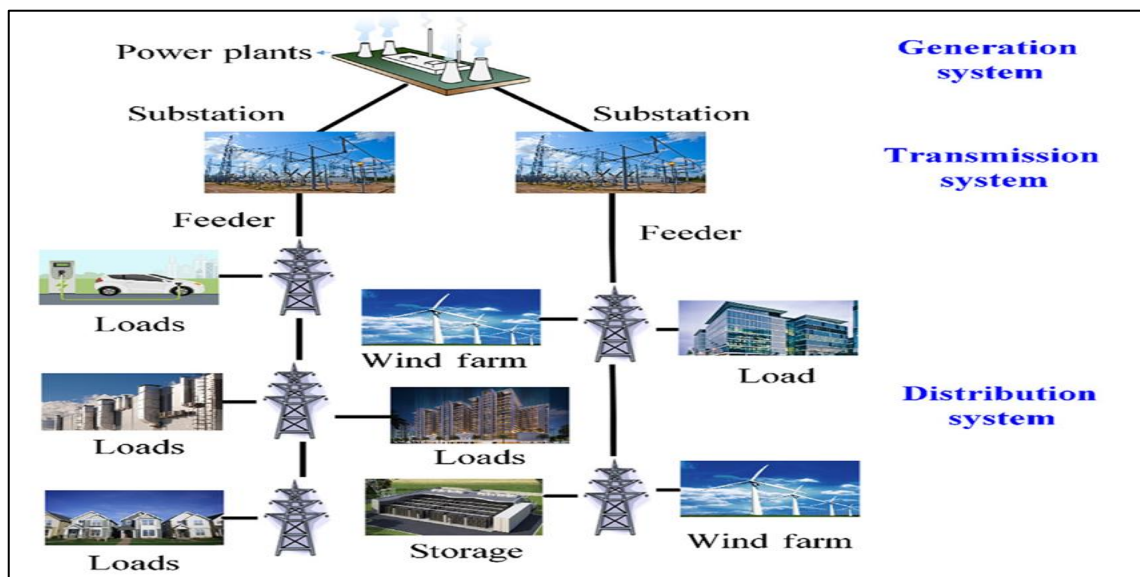 Power plants
Generation
system
Substation
Substation
Transmission
system
Feeder
Feeder
Loads
Wind farm
Load
Distribution
system
Loads
Loads
Loads
Storage
Wind farm